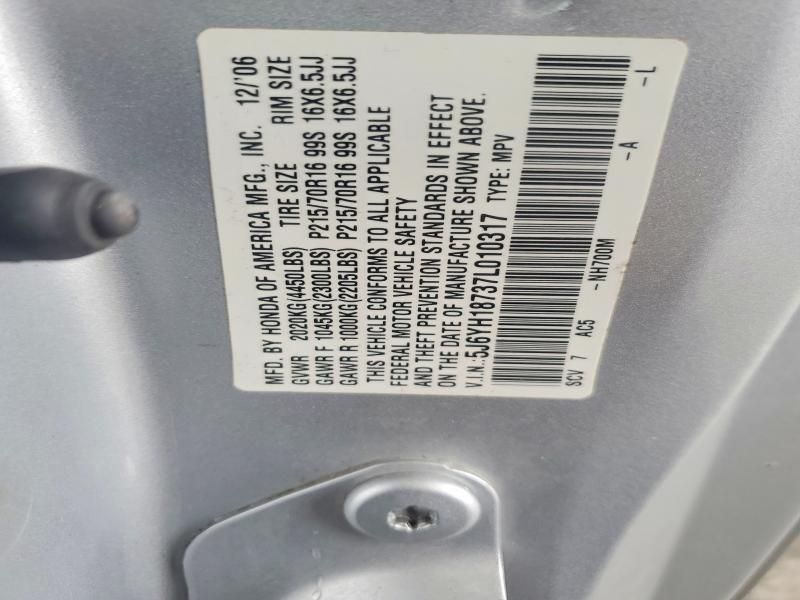 MFD. BY HONDA OF AMERICA MFG., INC. 12/'06
GVWR 2020KG(4450LBS) TIRE SIZE RIM SIZE
GAWR F 1045KG(2300LBS) P215/70R16 99S 16X6.5JJ
GAWR R 1000KG(2205LBS) P215/70R16 99S 16X6.5JJ
THIS VEHICLE CONFORMS TO ALL APPLICABLE
FEDERAL MOTOR VEHICLE SAFETY
AND THEFT PREVENTION STANDARDS IN EFFECT
ON THE DATE OF MANUFACTURE SHOWN ABOVE.
V.I.N.:5J6YH18737L010317 TYPE: MPV
SCV 7 AC5 -NH700M -A -L